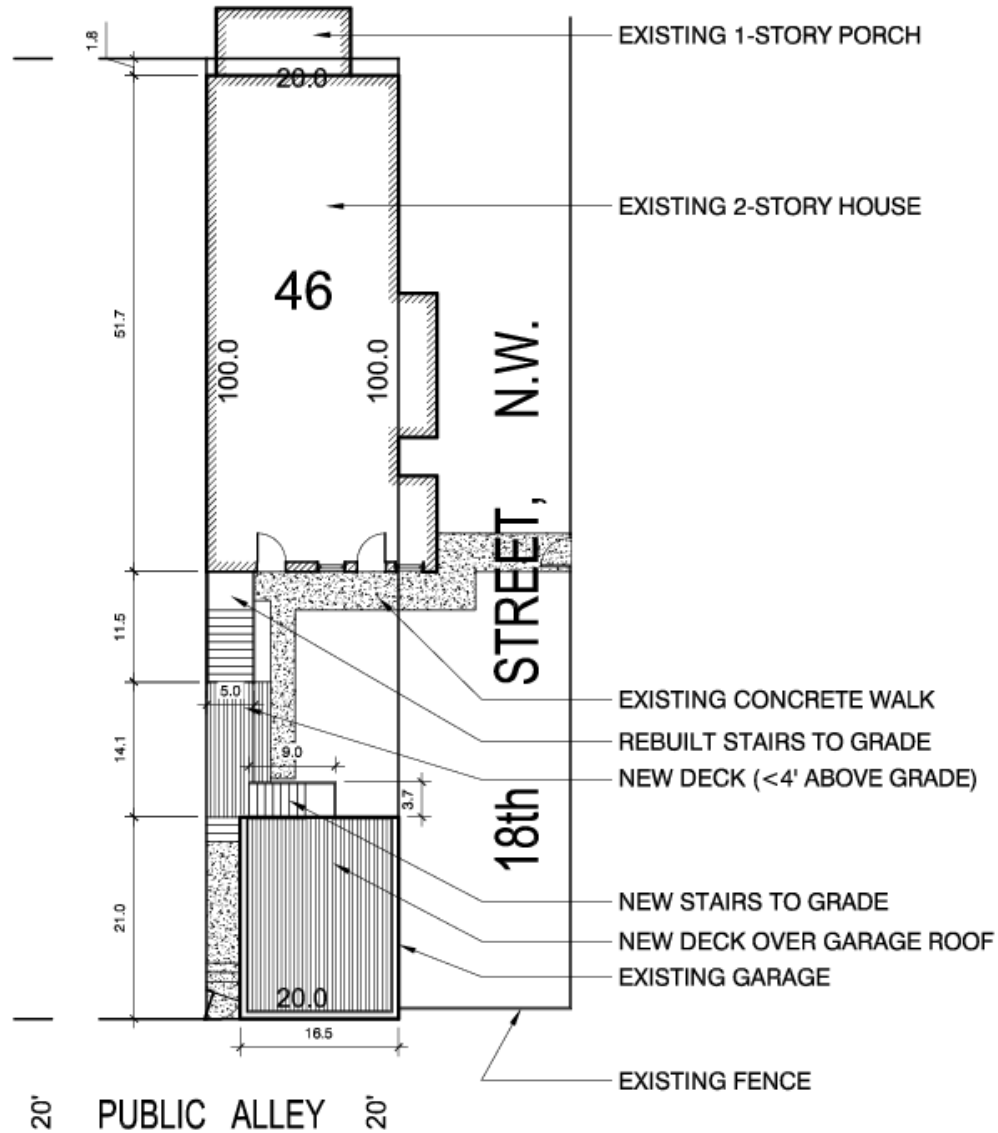 EXISTING 1-STORY PORCH
1.8
20.0
EXISTING 2-STORY HOUSE
46
51.7
100.0
100.0
18th STREET, N.W.
11.5
5.0
EXISTING CONCRETE WALK
REBUILT STAIRS TO GRADE
14.1
9.0
NEW DECK (<4' ABOVE GRADE)
3.7
21.0
NEW STAIRS TO GRADE
NEW DECK OVER GARAGE ROOF
EXISTING GARAGE
20.0
16.5
EXISTING FENCE
20' PUBLIC ALLEY 20'